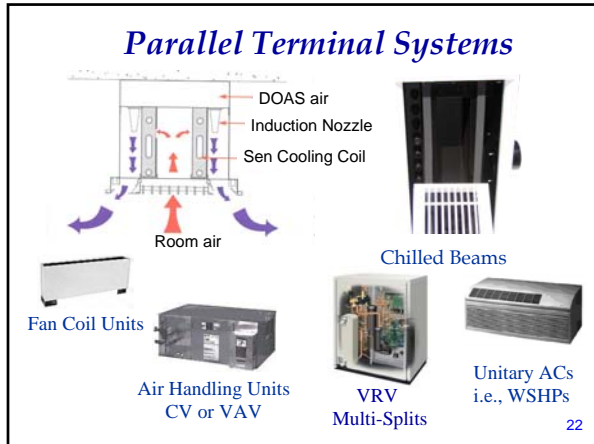 Parallel Terminal Systems
DOAS air
Induction Nozzle
Sen Cooling Coil
Room air
Chilled Beams
Fan Coil Units
Air Handling Units
CV or VAV
VRV
Multi-Splits
Unitary ACs
i.e., WSHPs
22